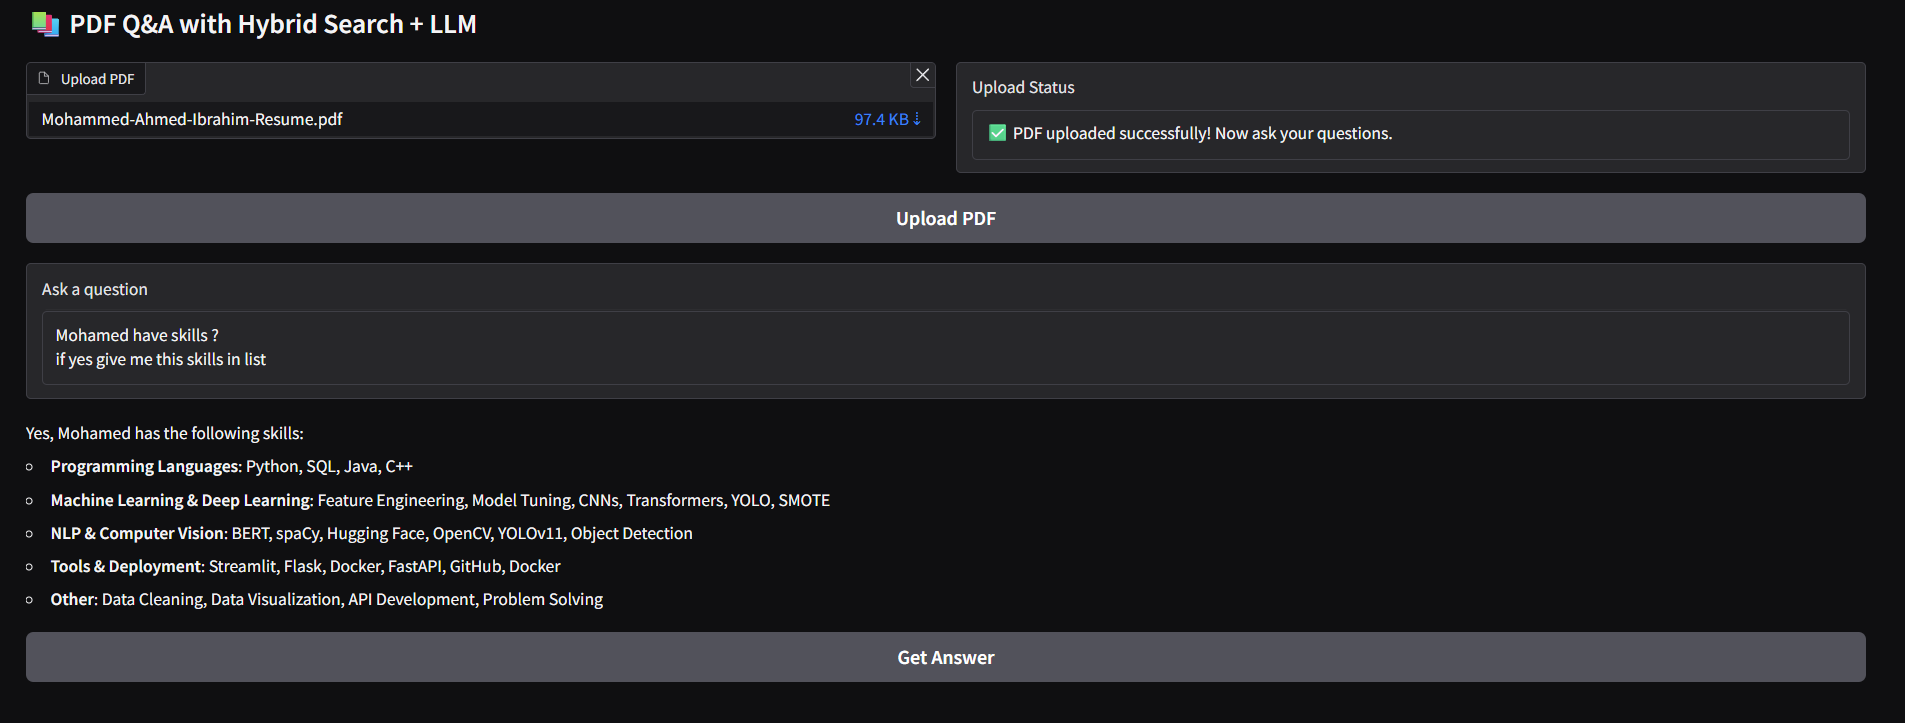 PDF Q&A with Hybrid Search + LLM
Upload PDF
Mohammed-Ahmed-Ibrahim-Resume.pdf 97.4 KB ⇣
Upload Status
PDF uploaded successfully! Now ask your questions.
Upload PDF
Ask a question
Mohamed have skills ?
if yes give me this skills in list
Yes, Mohamed has the following skills:
Programming Languages: Python, SQL, Java, C++
Machine Learning & Deep Learning: Feature Engineering, Model Tuning, CNNs, Transformers, YOLO, SMOTE
NLP & Computer Vision: BERT, spaCy, Hugging Face, OpenCV, YOLOv11, Object Detection
Tools & Deployment: Streamlit, Flask, Docker, FastAPI, GitHub, Docker
Other: Data Cleaning, Data Visualization, API Development, Problem Solving
Get Answer